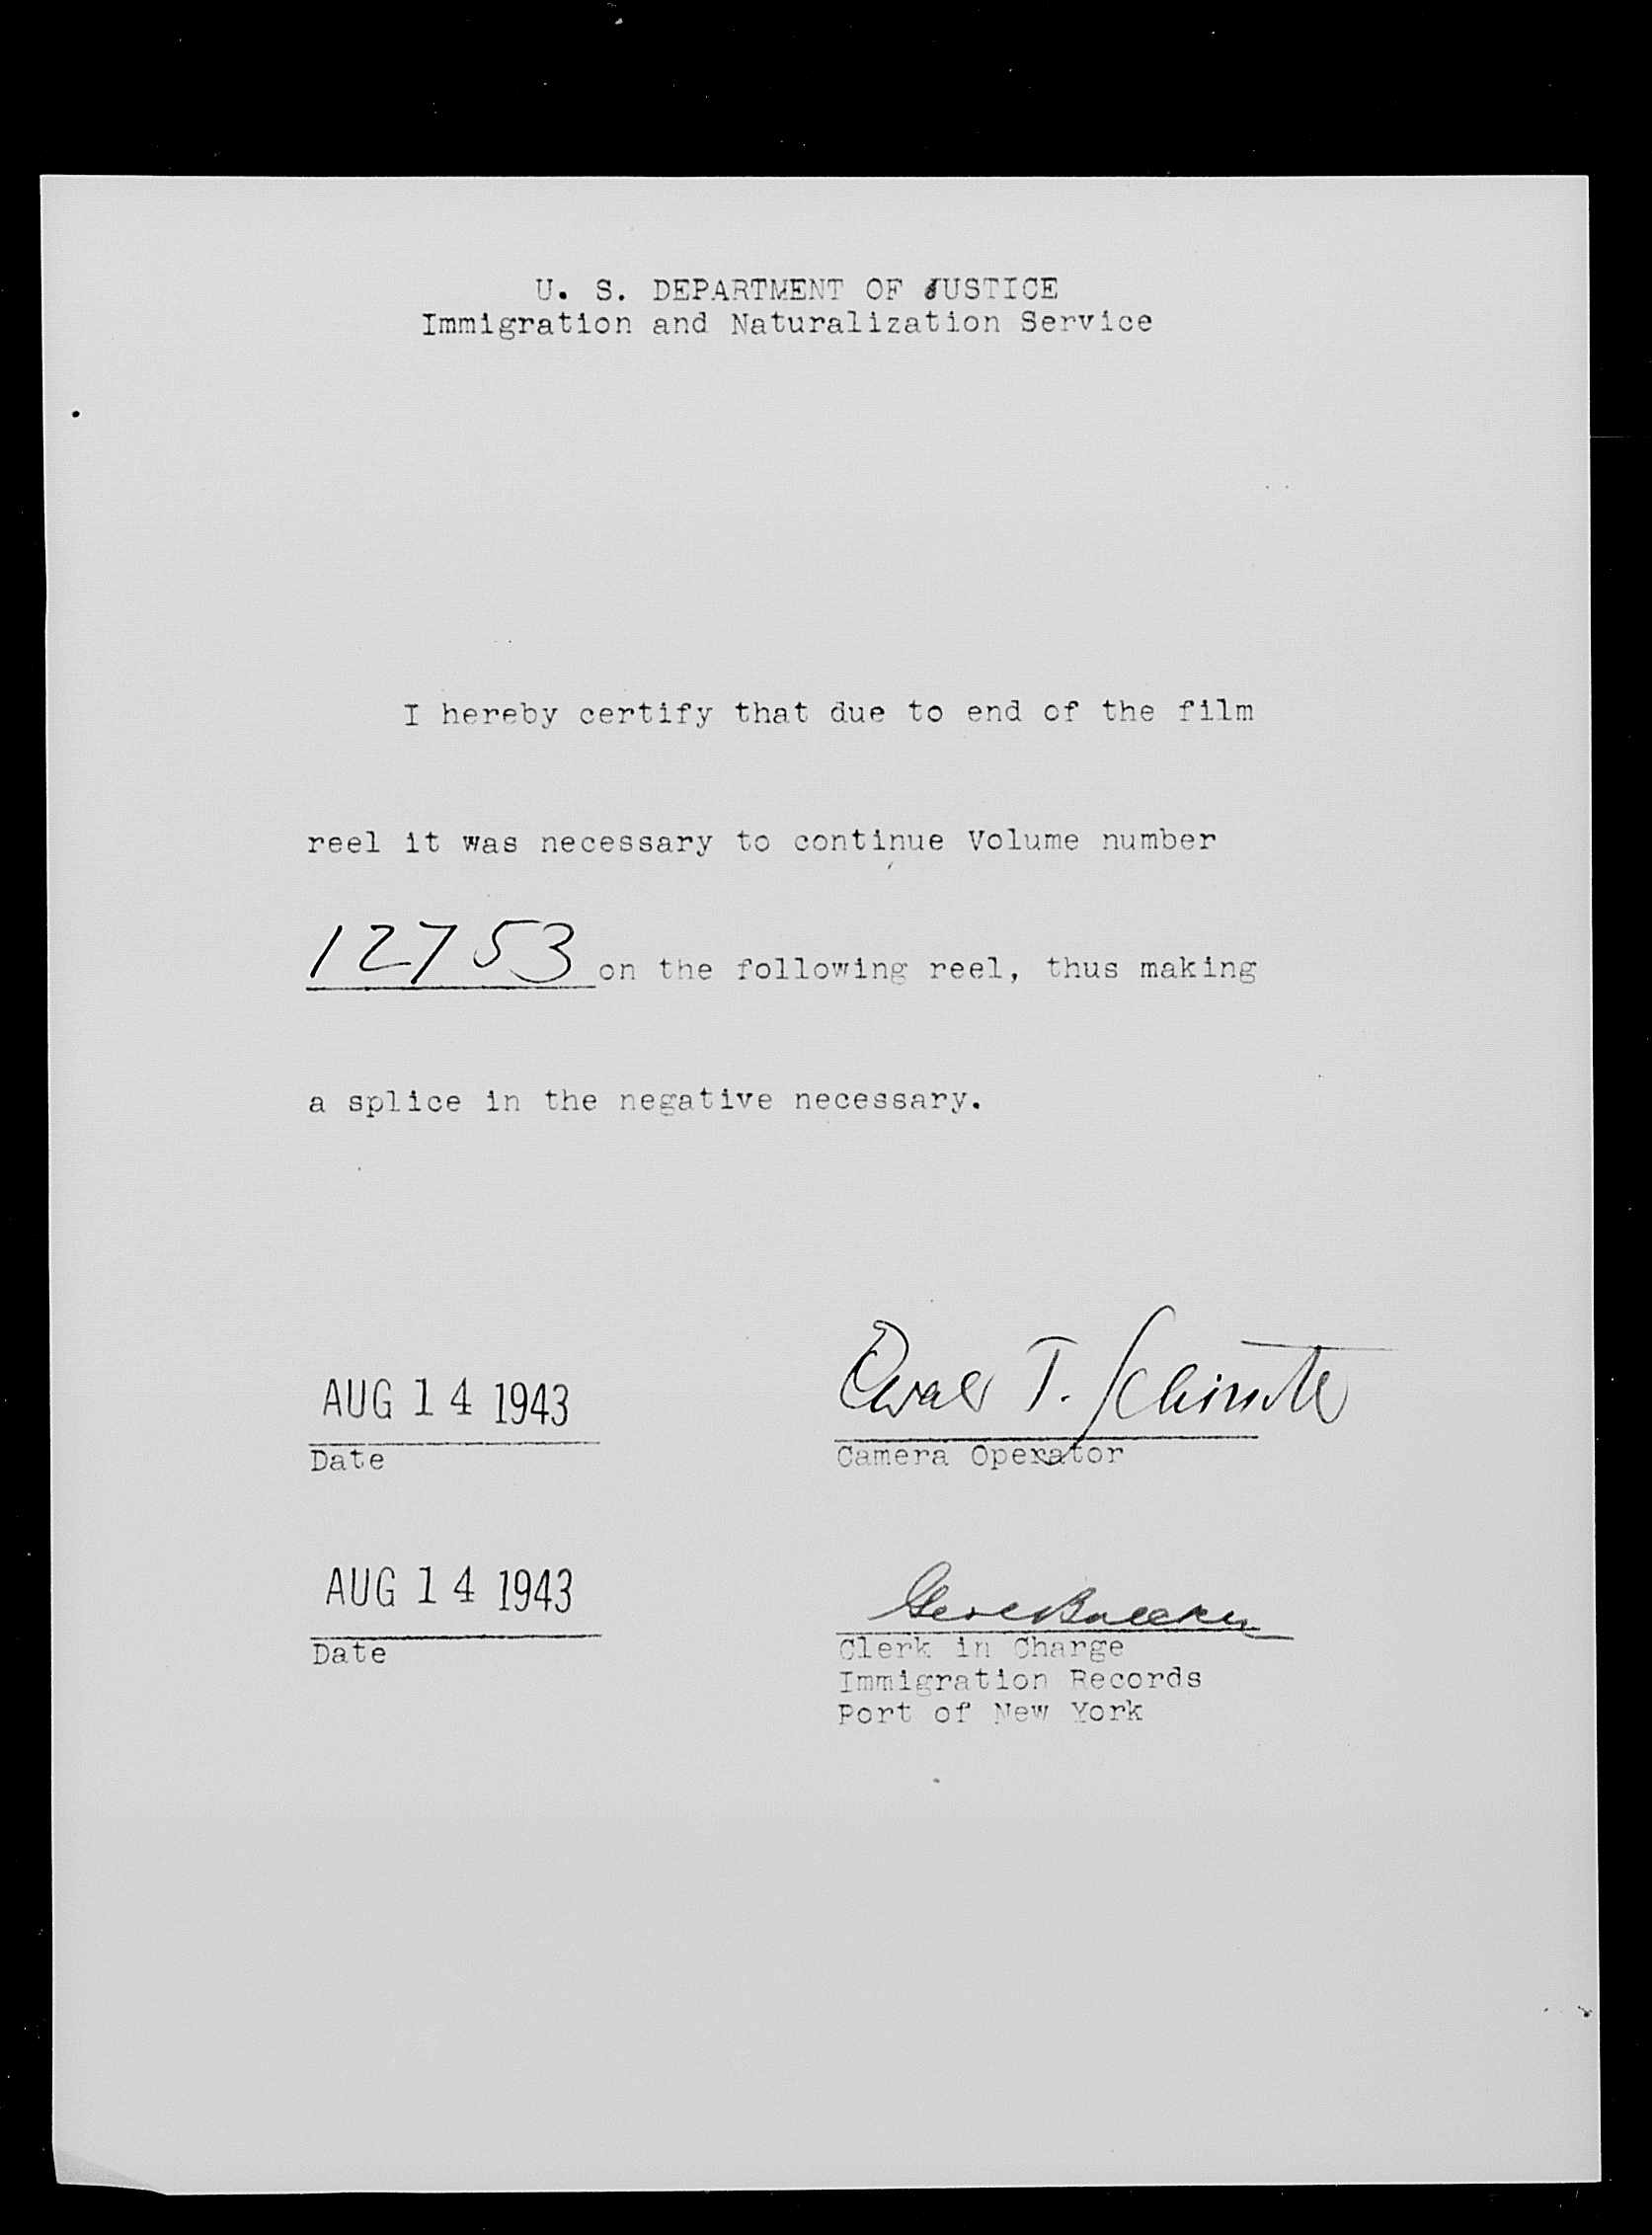 U. S. DEPARTMENT OF JUSTICE
Immigration and Naturalization Service
I hereby certify that due to end of the film
reel it was necessary to continue Volume number
12753 on the following reel, thus making
a splice in the negative necessary.
AUG 14 1943
Date
T.
Camera Operator
AUG 14 1943
Date
Clerk in Charge
Immigration Records
Port of New York